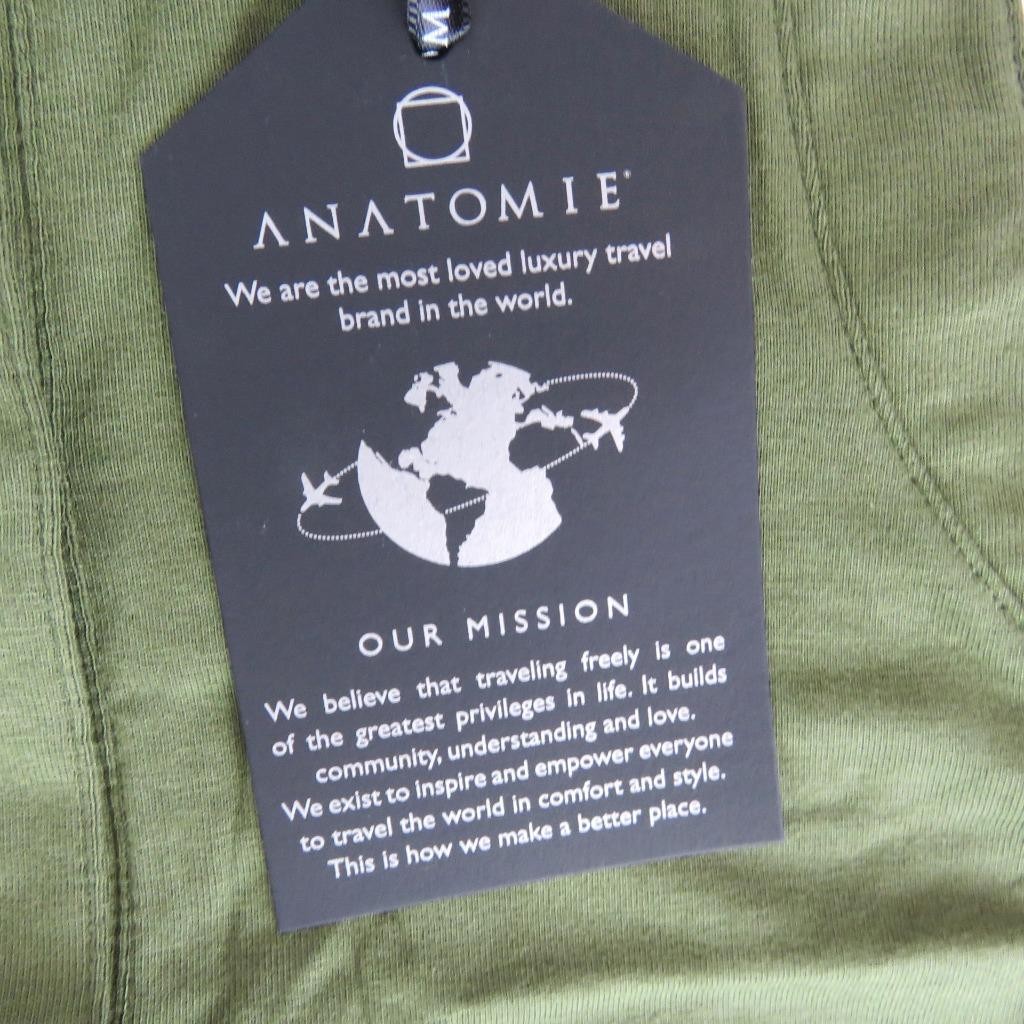 M
ANATOMIE
We are the most loved luxury travel
brand in the world.
OUR MISSION
We believe that traveling freely is one
of the greatest privileges in life. It builds
community, understanding and love.
We exist to inspire and empower everyone
to travel the world in comfort and style.
This is how we make a better place.